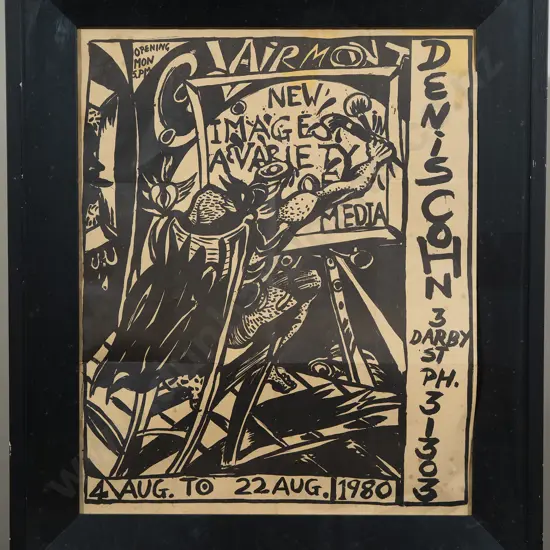 OPENING
MON
5PM
CLAIRMONT
NEW
IMAGES
A VARIETY
OF
MEDIA
DENIS COHN
3
DARBY
ST
PH.
31303
4 AUG. TO 22 AUG. 1980